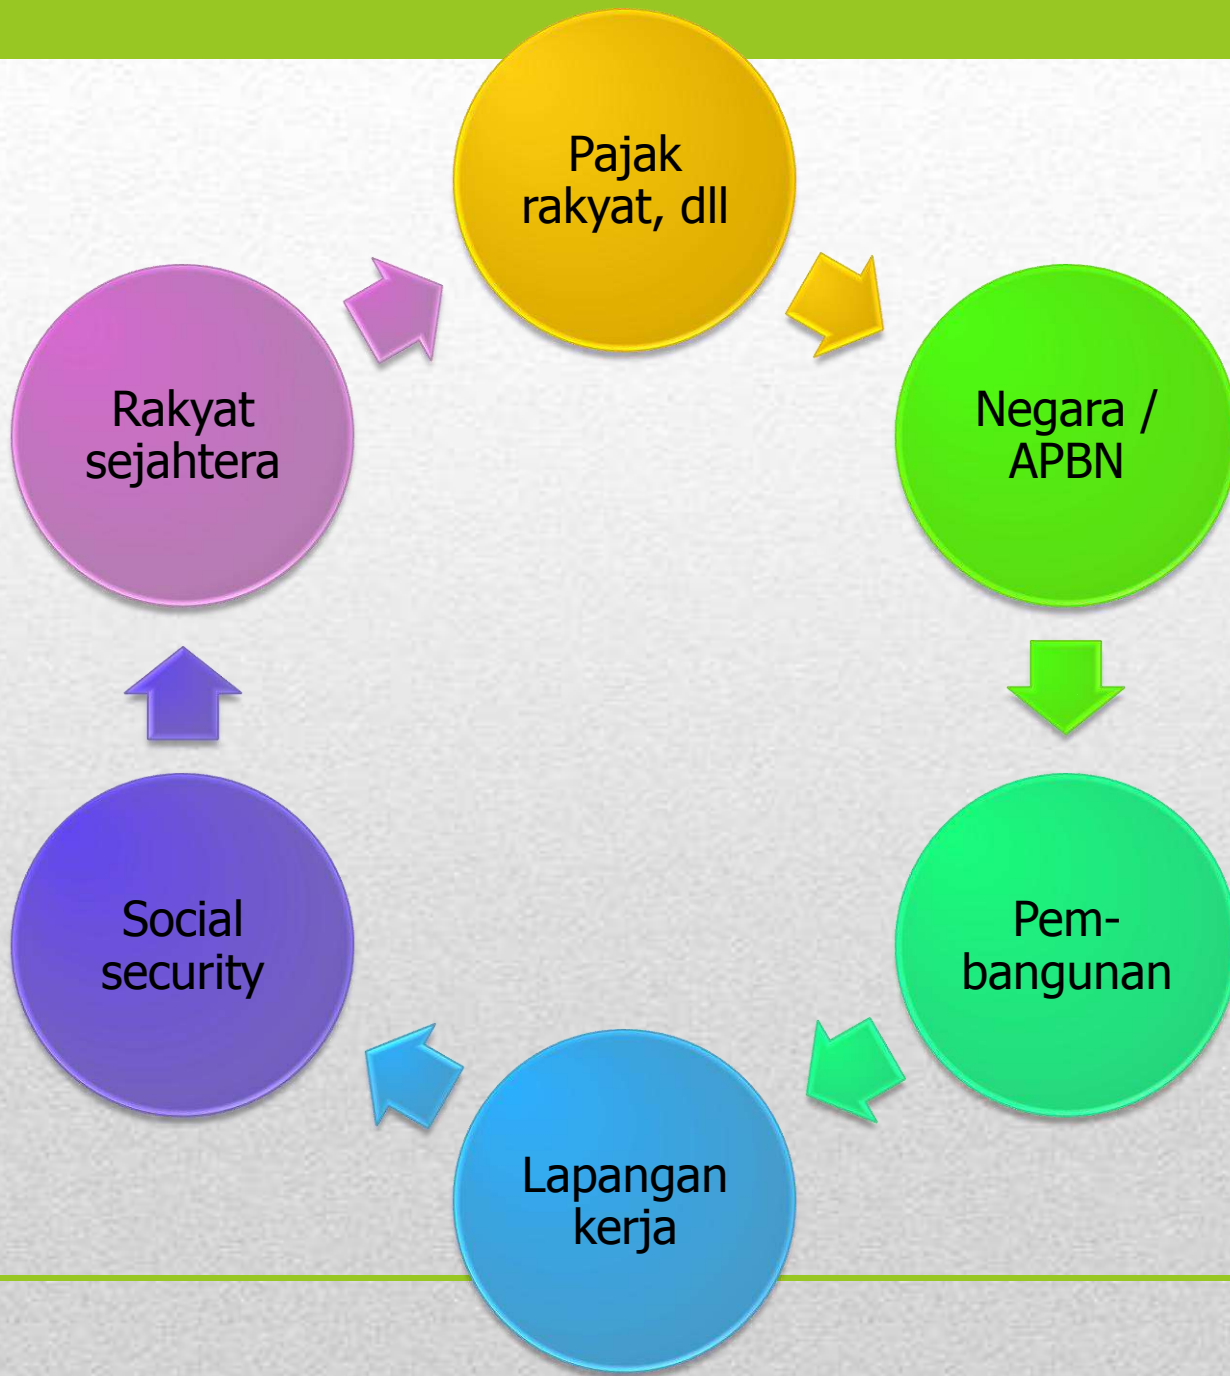 Pajak
rakyat, dll
Negara /
APBN
Pem-
bangunan
Lapangan
kerja
Social
security
Rakyat
sejahtera